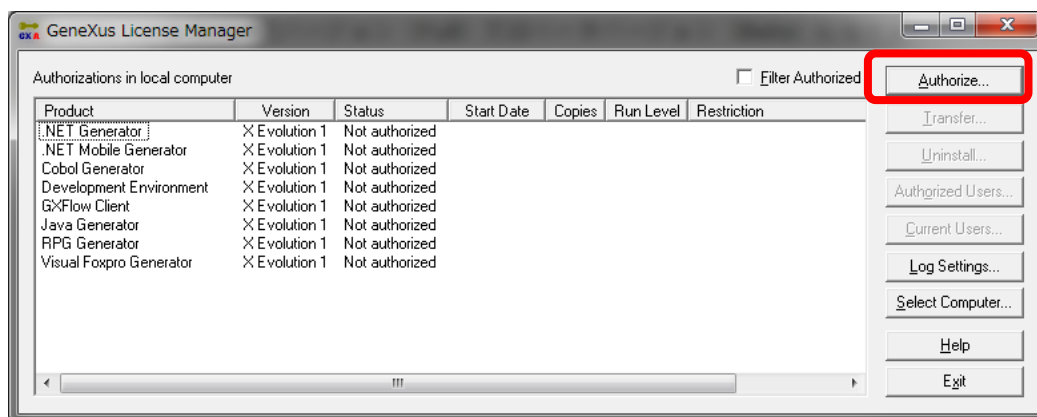 GeneXus License Manager
Authorizations in local computer
Filter Authorized
Authorize...
Product Version Status Start Date Copies Run Level Restriction
.NET Generator X Evolution 1 Not authorized
.NET Mobile Generator X Evolution 1 Not authorized
Cobol Generator X Evolution 1 Not authorized
Development Environment X Evolution 1 Not authorized
GXFlow Client X Evolution 1 Not authorized
Java Generator X Evolution 1 Not authorized
RPG Generator X Evolution 1 Not authorized
Visual Foxpro Generator X Evolution 1 Not authorized
Transfer...
Uninstall...
Authorized Users...
Current Users...
Log Settings...
Select Computer...
Help
Exit